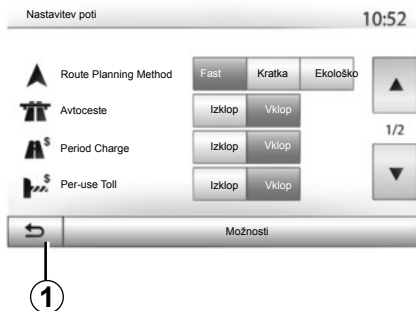 Nastavitev poti 10:52
Route Planning Method Fast Kratka Ekološko
Avtoceste Izklop Vklop
1/2
Period Charge $ Izklop Vklop
Per-use Toll $ Izklop Vklop
Možnosti
1